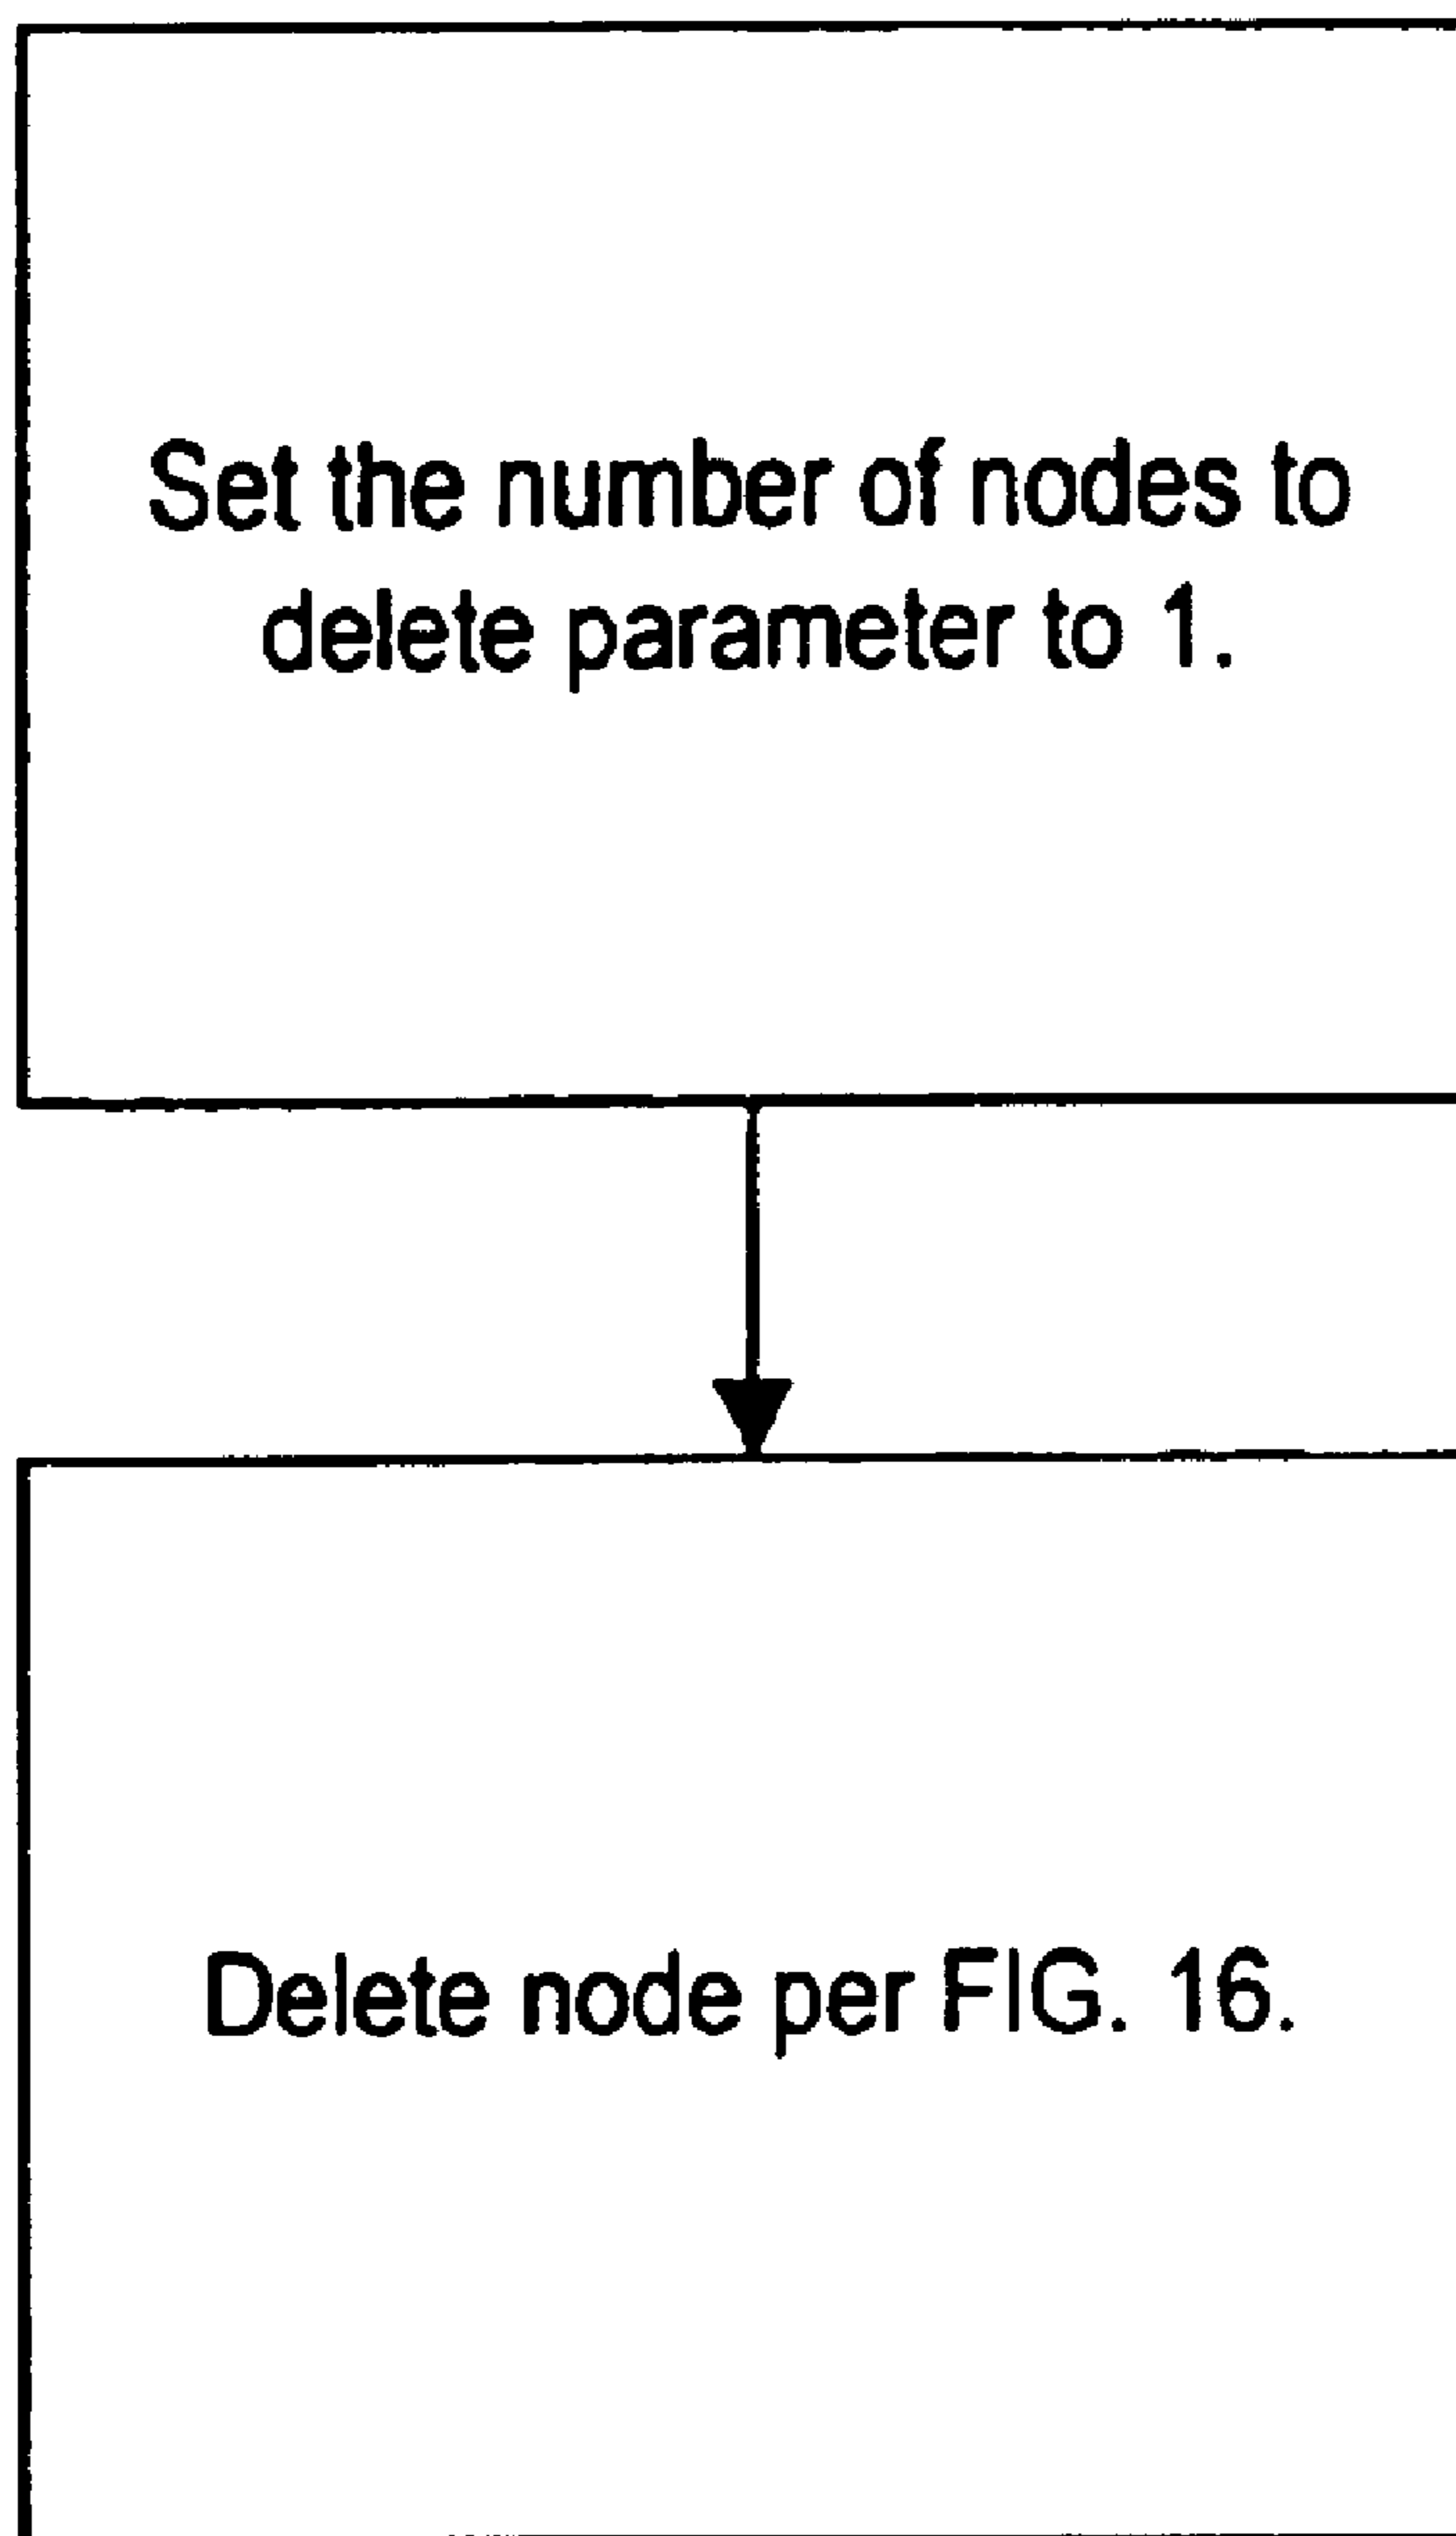 Set the number of nodes to
delete parameter to 1.
Delete node per FIG. 16.